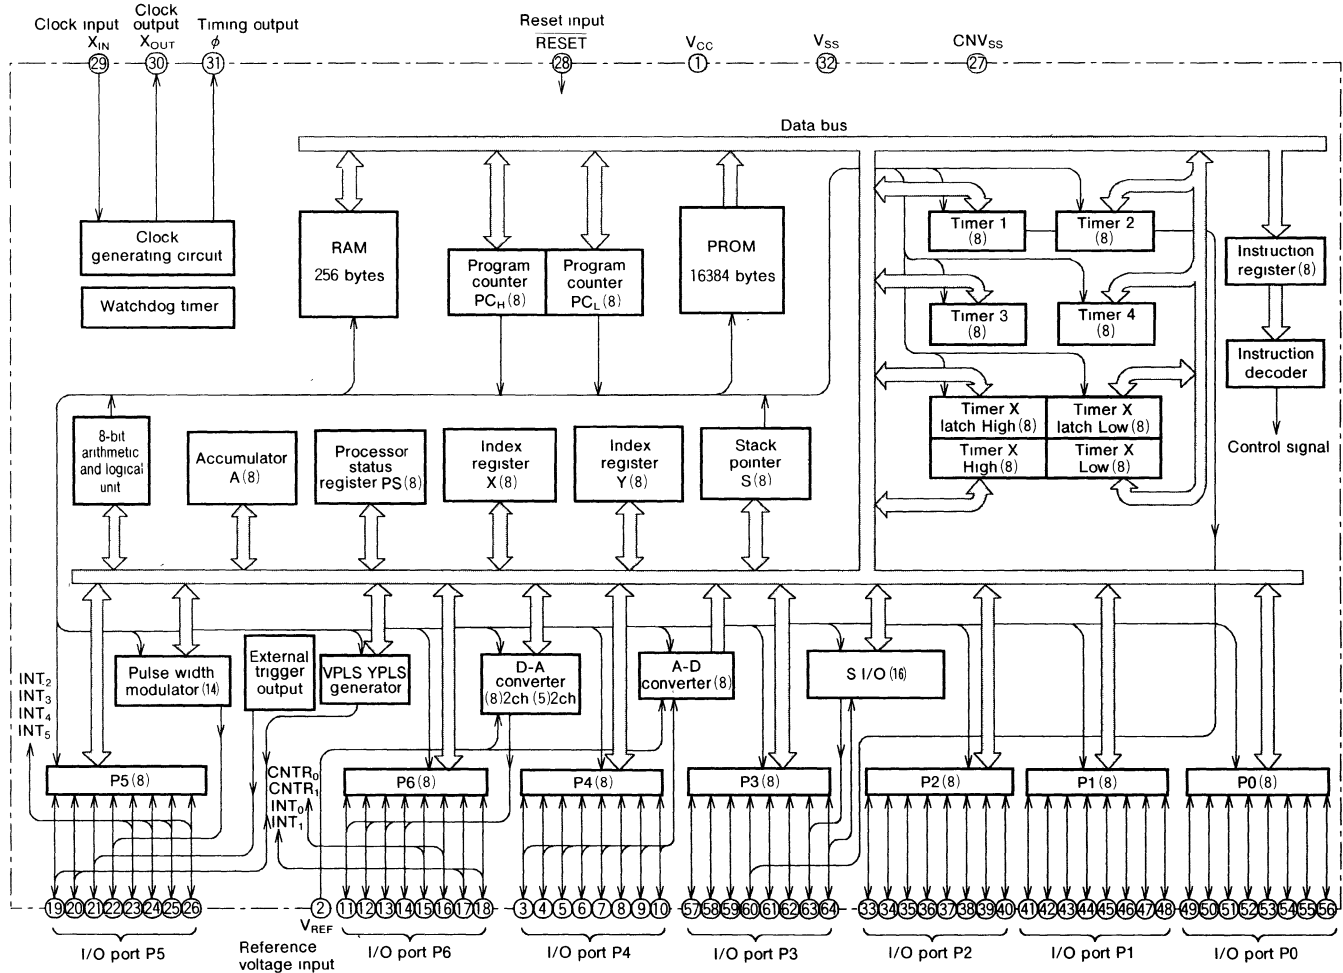 Clock input
X_IN
29
Clock
output
X_OUT
30
Timing output
φ
31
Reset input
RESET
28
V_CC
1
V_SS
32
CNV_SS
27
Data bus
Clock
generating circuit
Watchdog timer
RAM
256 bytes
Program
counter
PC_H (8)
Program
counter
PC_L (8)
PROM
16384 bytes
Timer 1
(8)
Timer 2
(8)
Timer 3
(8)
Timer 4
(8)
Timer X
latch High (8)
Timer X
latch Low (8)
Timer X
High (8)
Timer X
Low (8)
Instruction
register (8)
Instruction
decoder
Control signal
8-bit
arithmetic
and logical
unit
Accumulator
A (8)
Processor
status
register PS (8)
Index
register
X (8)
Index
register
Y (8)
Stack
pointer
S (8)
INT2
INT3
INT4
INT5
Pulse width
modulator (14)
External
trigger
output
VPLS YPLS
generator
D-A
converter
(8)2ch (5)2ch
A-D
converter (8)
S I/O (16)
CNTR0
CNTR1
INT0
INT1
P5 (8)
P6 (8)
P4 (8)
P3 (8)
P2 (8)
P1 (8)
P0 (8)
19 20 21 22 23 24 25 26
2
11 12 13 14 15 16 17 18
3 4 5 6 7 8 9 10
57 58 59 60 61 62 63 64
33 34 35 36 37 38 39 40
41 42 43 44 45 46 47 48
49 50 51 52 53 54 55 56
V_REF
Reference
voltage input
I/O port P5
I/O port P6
I/O port P4
I/O port P3
I/O port P2
I/O port P1
I/O port P0